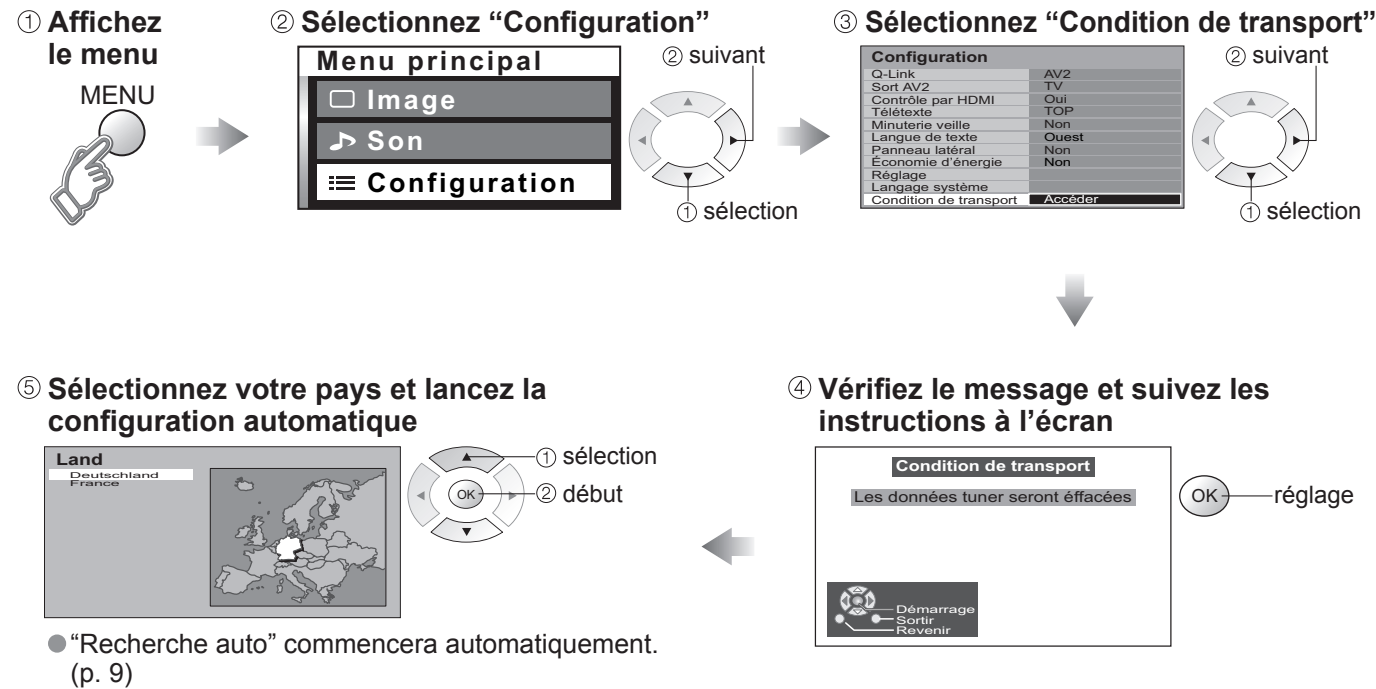 ① Affichez
le menu
MENU
② Sélectionnez “Configuration”
Menu principal
Image
Son
Configuration
② suivant
① sélection
③ Sélectionnez “Condition de transport”
Configuration
Q-Link AV2
Sort AV2 TV
Contrôle par HDMI Oui
Télétexte TOP
Minuterie veille Non
Langue de texte Ouest
Panneau latéral Non
Économie d’énergie Non
Réglage
Langage système
Condition de transport Accéder
② suivant
① sélection
④ Vérifiez le message et suivez les
instructions à l’écran
Condition de transport
Les données tuner seront éffacées
Démarrage
Sortir
Revenir
OK
réglage
⑤ Sélectionnez votre pays et lancez la
configuration automatique
Land
Deutschland
France
OK
① sélection
② début
● “Recherche auto” commencera automatiquement.
(p. 9)